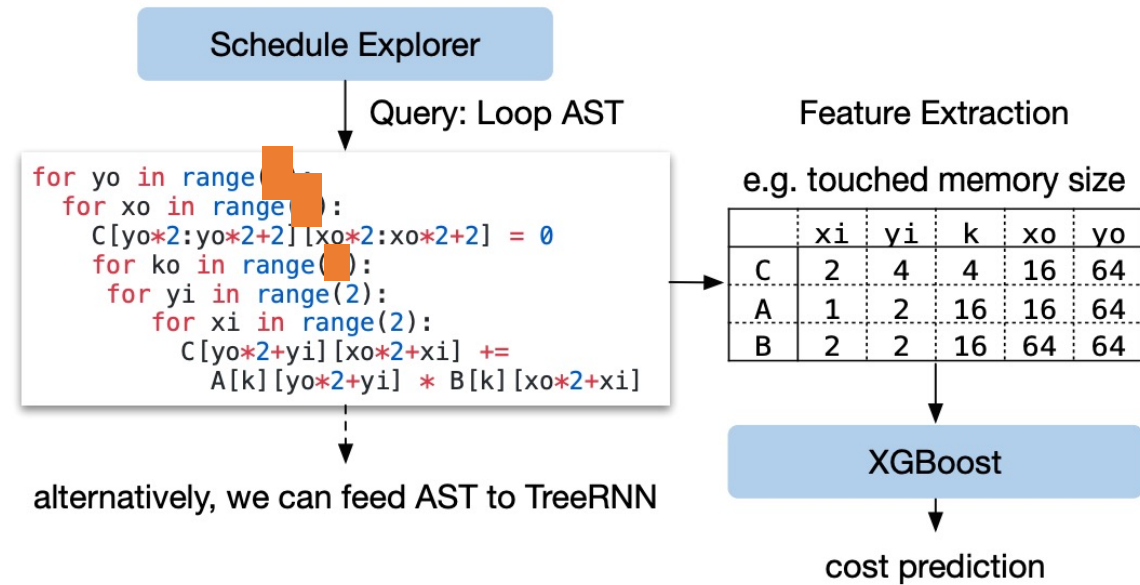 Schedule Explorer
Query: Loop AST
for yo in range(
for xo in range( ):
C[yo*2:yo*2+2][xo*2:xo*2+2] = 0
for ko in range( ):
for yi in range(2):
for xi in range(2):
C[yo*2+yi][xo*2+xi] +=
A[k][yo*2+yi] * B[k][xo*2+xi]
alternatively, we can feed AST to TreeRNN
Feature Extraction
e.g. touched memory size
xi yi k xo yo
C 2 4 4 16 64
A 1 2 16 16 64
B 2 2 16 64 64
XGBoost
cost prediction